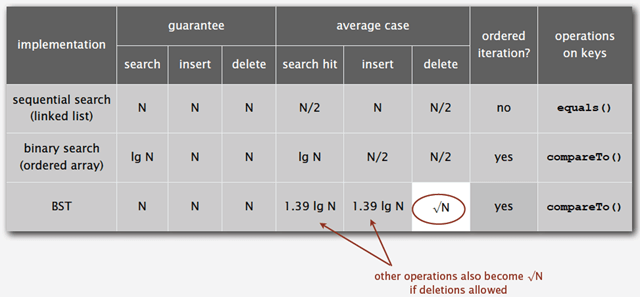 implementation guarantee average case ordered iteration? operations on keys
search insert delete search hit insert delete
sequential search (linked list) N N N N/2 N N/2 no equals()
binary search (ordered array) lg N N N lg N N/2 N/2 yes compareTo()
BST N N N 1.39 lg N 1.39 lg N √N yes compareTo()
other operations also become √N
if deletions allowed